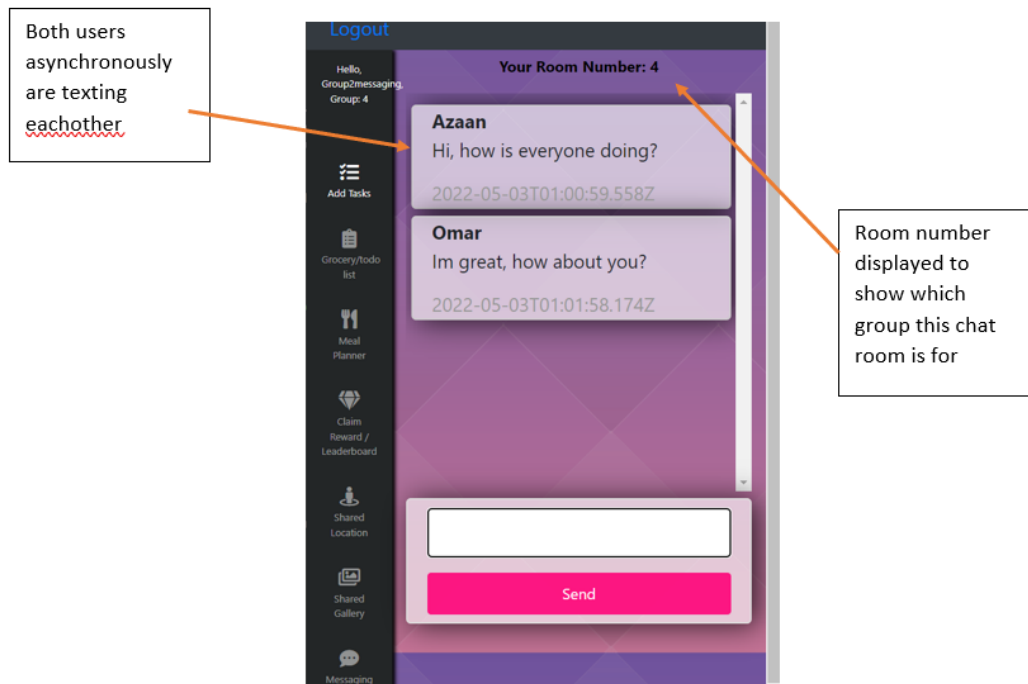 Both users
asynchronously
are texting
eachother
Logout
Hello,
Group2messaging,
Group: 4
Add Tasks
Grocery/todo
list
Meal
Planner
Claim
Reward /
Leaderboard
Shared
Location
Shared
Gallery
Messaging
Your Room Number: 4
Azaan
Hi, how is everyone doing?
2022-05-03T01:00:59.558Z
Omar
Im great, how about you?
2022-05-03T01:01:58.174Z
Send
Room number
displayed to
show which
group this chat
room is for